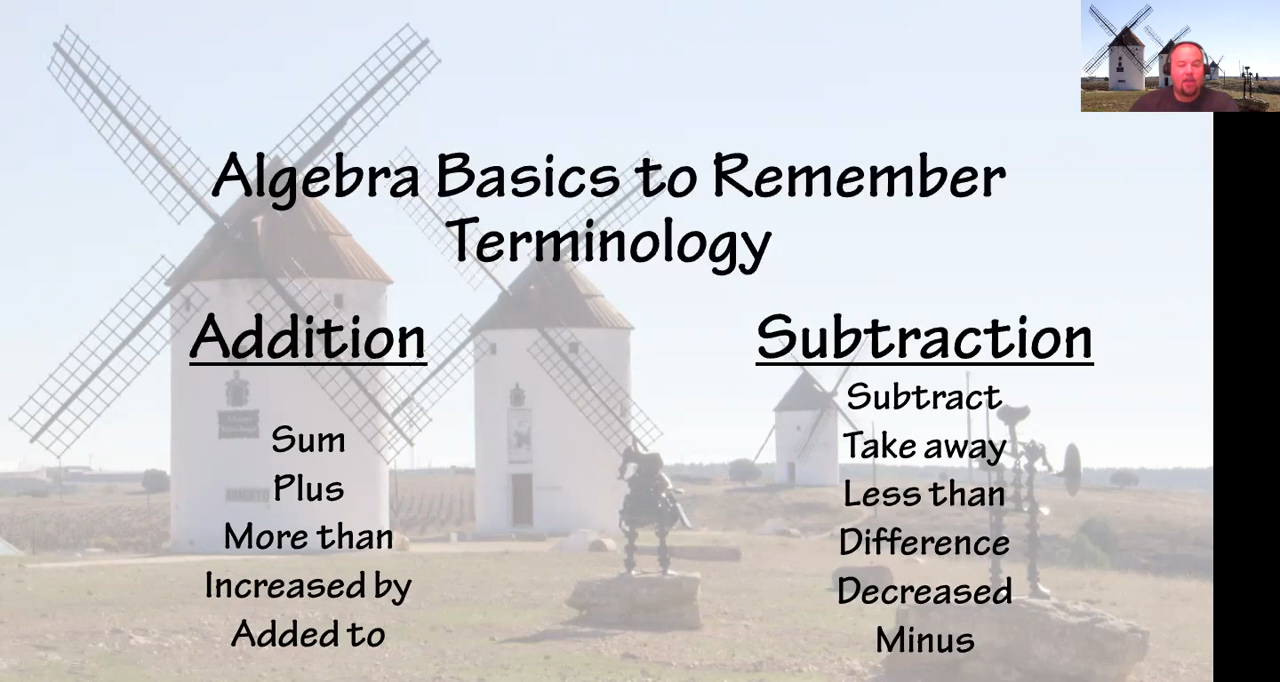 Algebra Basics to Remember
Terminology
Addition
Sum
Plus
More than
Increased by
Added to
Subtraction
Subtract
Take away
Less than
Difference
Decreased
Minus